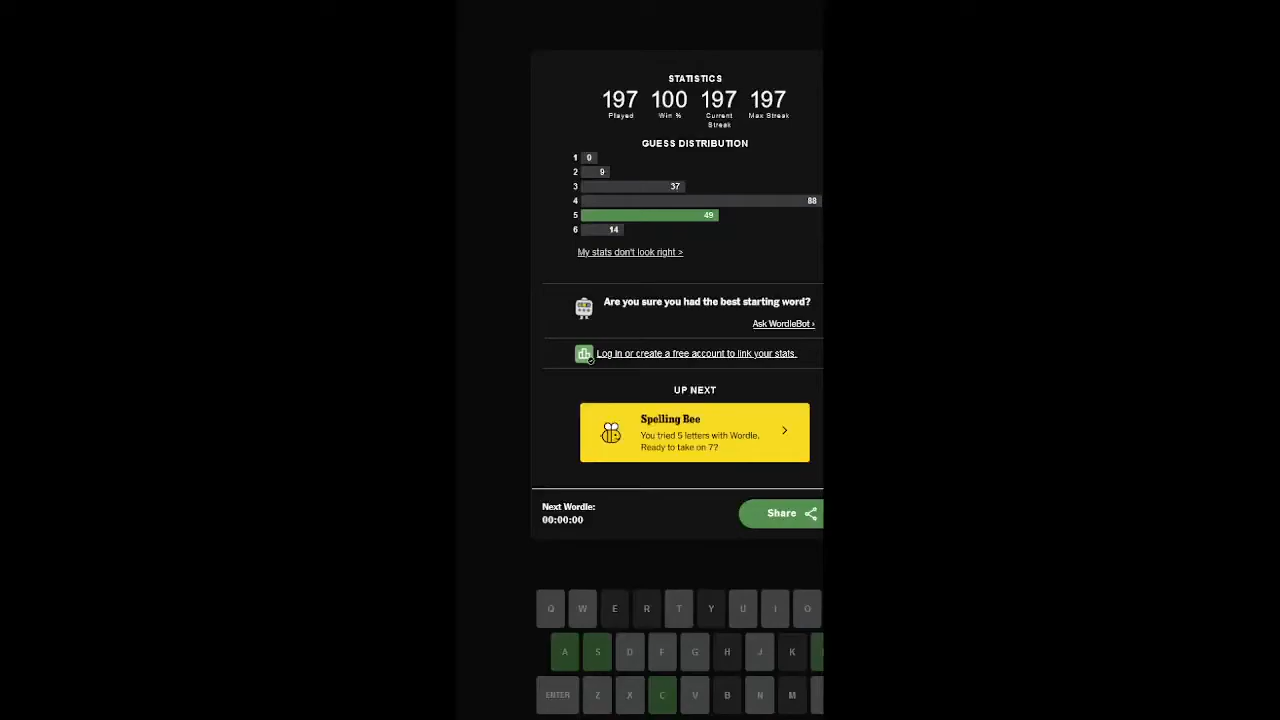 STATISTICS
197 100 197 197
Played Win % Current Streak Max Streak
GUESS DISTRIBUTION
1 0
2 9
3 37
4 88
5 49
6 14
My stats don't look right >
Are you sure you had the best starting word?
Ask WordleBot ›
Log in or create a free account to link your stats.
UP NEXT
Spelling Bee
You tried 5 letters with Wordle.
Ready to take on 7?
Next Wordle:
00:00:00
Share
Q W E R T Y U I O
A S D F G H J K
ENTER Z X C V B N M